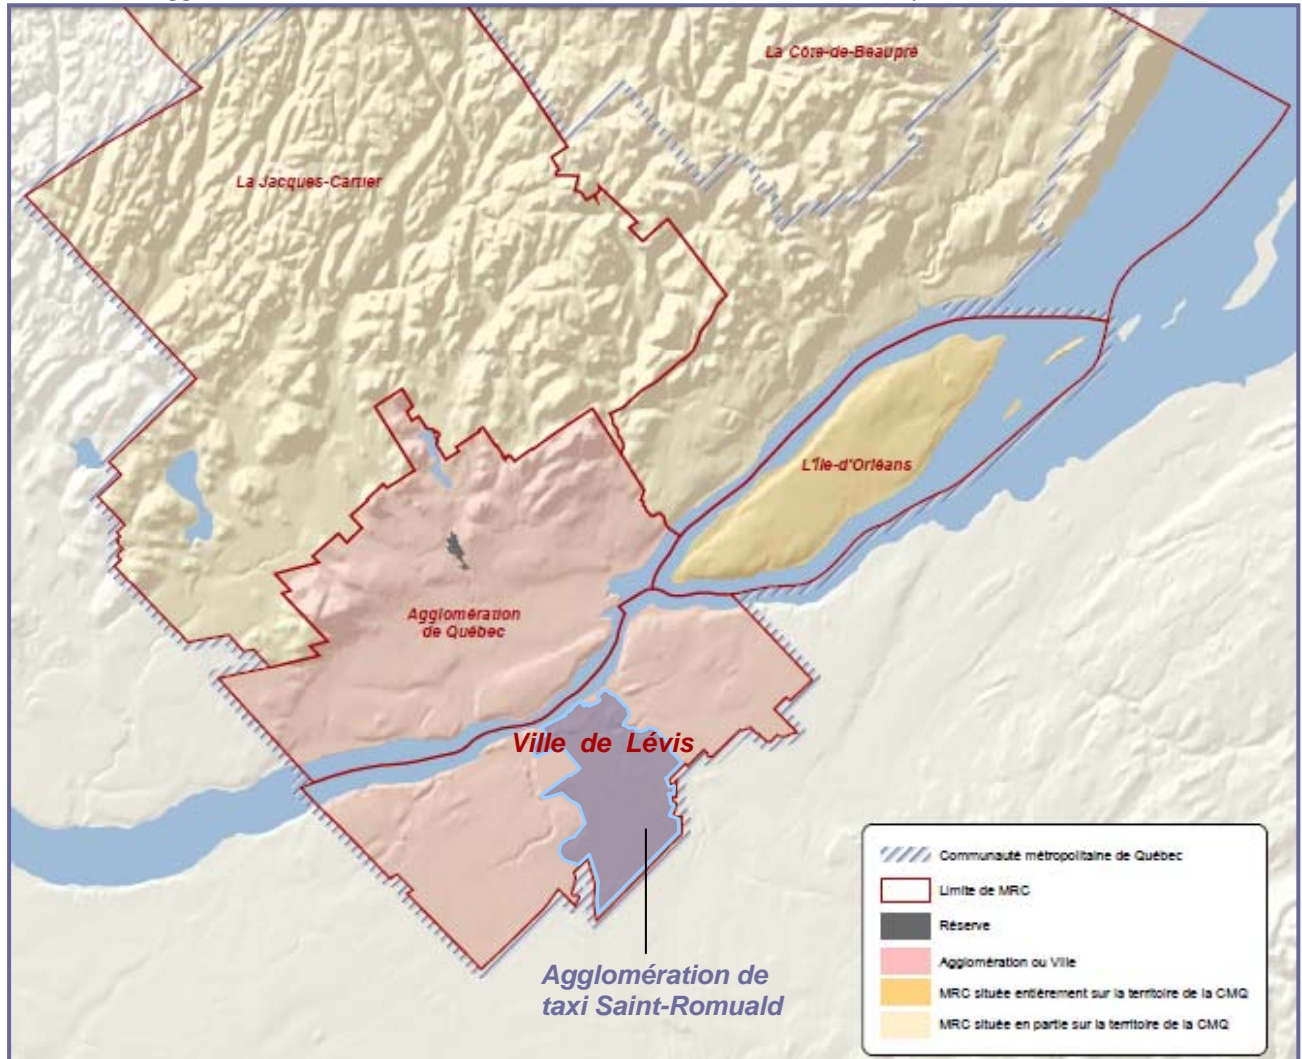 La Côte-de-Beaupré
La Jacques-Cartier
L'Île-d'Orléans
Agglomération
de Québec
Ville de Lévis
Agglomération de
taxi Saint-Romuald
Communauté métropolitaine de Québec
Limite de MRC
Réserve
Agglomération ou Ville
MRC située entièrement sur la territoire de la CMQ
MRC située en partie sur la territoire de la CMQ